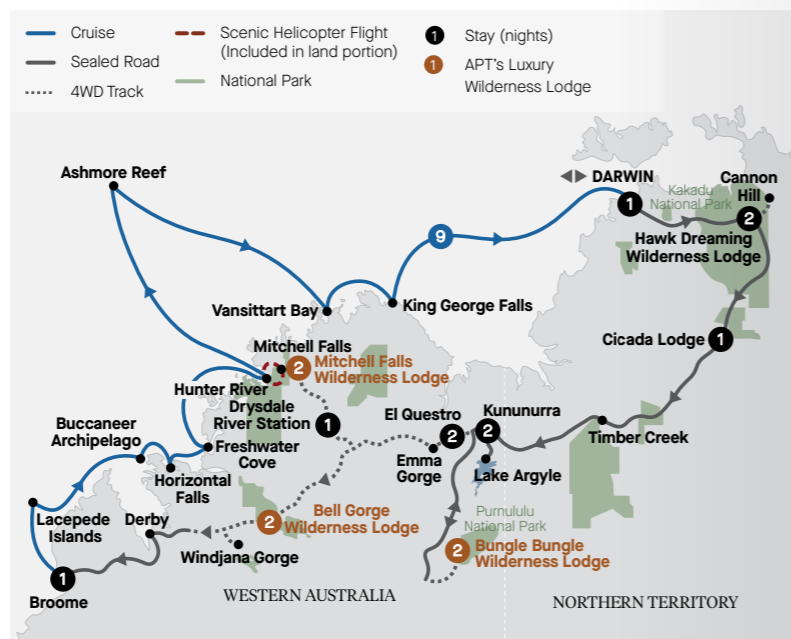 Cruise
Sealed Road
4WD Track
Scenic Helicopter Flight
(Included in land portion)
National Park
1
Stay (nights)
1
APT's Luxury
Wilderness Lodge
Ashmore Reef
DARWIN
1
Kakadu
National Park
Cannon
Hill
2
Hawk Dreaming
Wilderness Lodge
9
Vansittart Bay
King George Falls
Cicada Lodge
1
Mitchell Falls
2
Mitchell Falls
Wilderness Lodge
Hunter River
Drysdale
River Station
1
El Questro
2
Kununurra
2
Timber Creek
Buccaneer
Archipelago
Freshwater
Cove
Emma
Gorge
Lake Argyle
Horizontal
Falls
Lacepede
Islands
Derby
2
Bell Gorge
Wilderness Lodge
Purnululu
National Park
Windjana Gorge
2
Bungle Bungle
Wilderness Lodge
1
Broome
WESTERN AUSTRALIA
NORTHERN TERRITORY